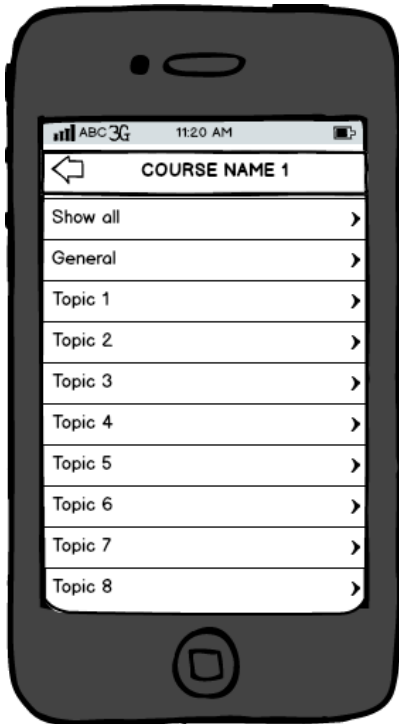 ABC 3G 11:20 AM
COURSE NAME 1
Show all
General
Topic 1
Topic 2
Topic 3
Topic 4
Topic 5
Topic 6
Topic 7
Topic 8